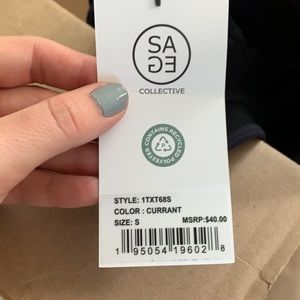 SA
GE
COLLECTIVE
CONTAINS RECYCLED POLYESTER
P
STYLE: 1TXT68S
COLOR : CURRANT
SIZE: S MSRP:$40.00
1 95054 19602 8